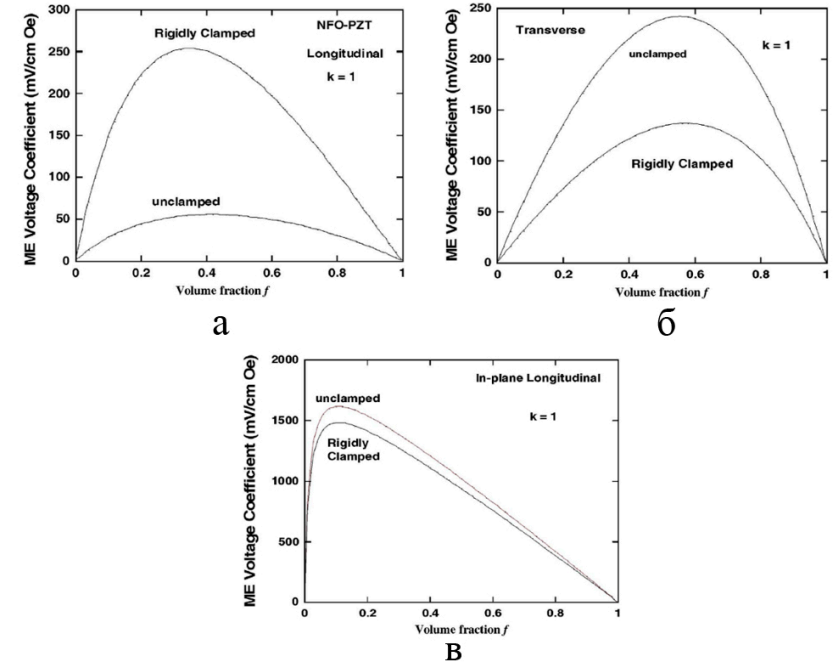 ME Voltage Coefficient (mV/cm Oe)
300
250
200
150
100
50
0
Rigidly Clamped
NFO-PZT
Longitudinal
k = 1
unclamped
0 0.2 0.4 0.6 0.8 1
Volume fraction f
а
ME Voltage Coefficient (mV/cm Oe)
250
200
150
100
50
0
Transverse
k = 1
unclamped
Rigidly Clamped
0 0.2 0.4 0.6 0.8 1
Volume fraction f
б
ME Voltage Coefficient (mV/cm Oe)
2000
1500
1000
500
0
In-plane Longitudinal
unclamped
k = 1
Rigidly
Clamped
0 0.2 0.4 0.6 0.8 1
Volume fraction f
в